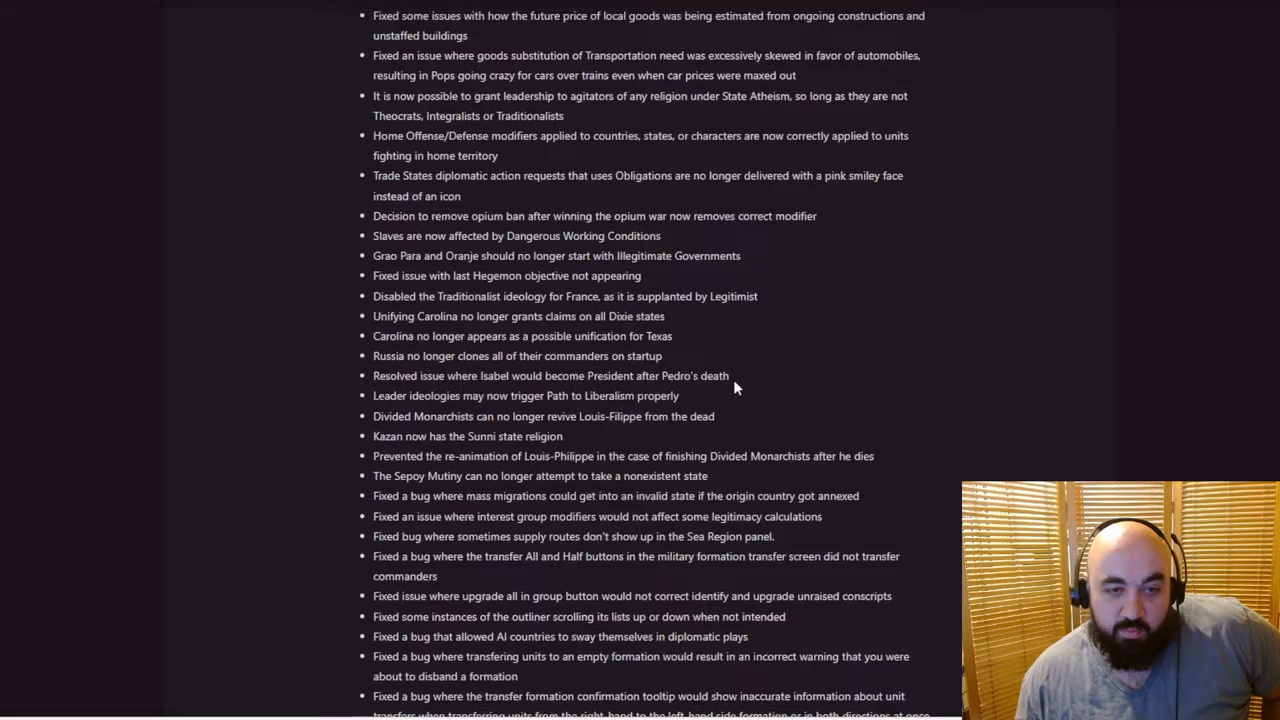 Fixed some issues with how the future price of local goods was being estimated from ongoing constructions and
unstaffed buildings
Fixed an issue where goods substitution of Transportation need was excessively skewed in favor of automobiles,
resulting in Pops going crazy for cars over trains even when car prices were maxed out
It is now possible to grant leadership to agitators of any religion under State Atheism, so long as they are not
Theocrats, Integralists or Traditionalists
Home Offense/Defense modifiers applied to countries, states, or characters are now correctly applied to units
fighting in home territory
Trade States diplomatic action requests that uses Obligations are no longer delivered with a pink smiley face
instead of an icon
Decision to remove opium ban after winning the opium war now removes correct modifier
Slaves are now affected by Dangerous Working Conditions
Grao Para and Oranje should no longer start with Illegitimate Governments
Fixed issue with last Hegemon objective not appearing
Disabled the Traditionalist ideology for France, as it is supplanted by Legitimist
Unifying Carolina no longer grants claims on all Dixie states
Carolina no longer appears as a possible unification for Texas
Russia no longer clones all of their commanders on startup
Resolved issue where Isabel would become President after Pedro's death
Leader ideologies may now trigger Path to Liberalism properly
Divided Monarchists can no longer revive Louis-Filippe from the dead
Kazan now has the Sunni state religion
Prevented the re-animation of Louis-Philippe in the case of finishing Divided Monarchists after he dies
The Sepoy Mutiny can no longer attempt to take a nonexistent state
Fixed a bug where mass migrations could get into an invalid state if the origin country got annexed
Fixed an issue where interest group modifiers would not affect some legitimacy calculations
Fixed bug where sometimes supply routes don't show up in the Sea Region panel.
Fixed a bug where the transfer All and Half buttons in the military formation transfer screen did not transfer
commanders
Fixed issue where upgrade all in group button would not correct identify and upgrade unraised conscripts
Fixed some instances of the outliner scrolling its lists up or down when not intended
Fixed a bug that allowed AI countries to sway themselves in diplomatic plays
Fixed a bug where transfering units to an empty formation would result in an incorrect warning that you were
about to disband a formation
Fixed a bug where the transfer formation confirmation tooltip would show inaccurate information about unit
transfers when transferring units from the right-hand to the left-hand side formation or in both directions at once